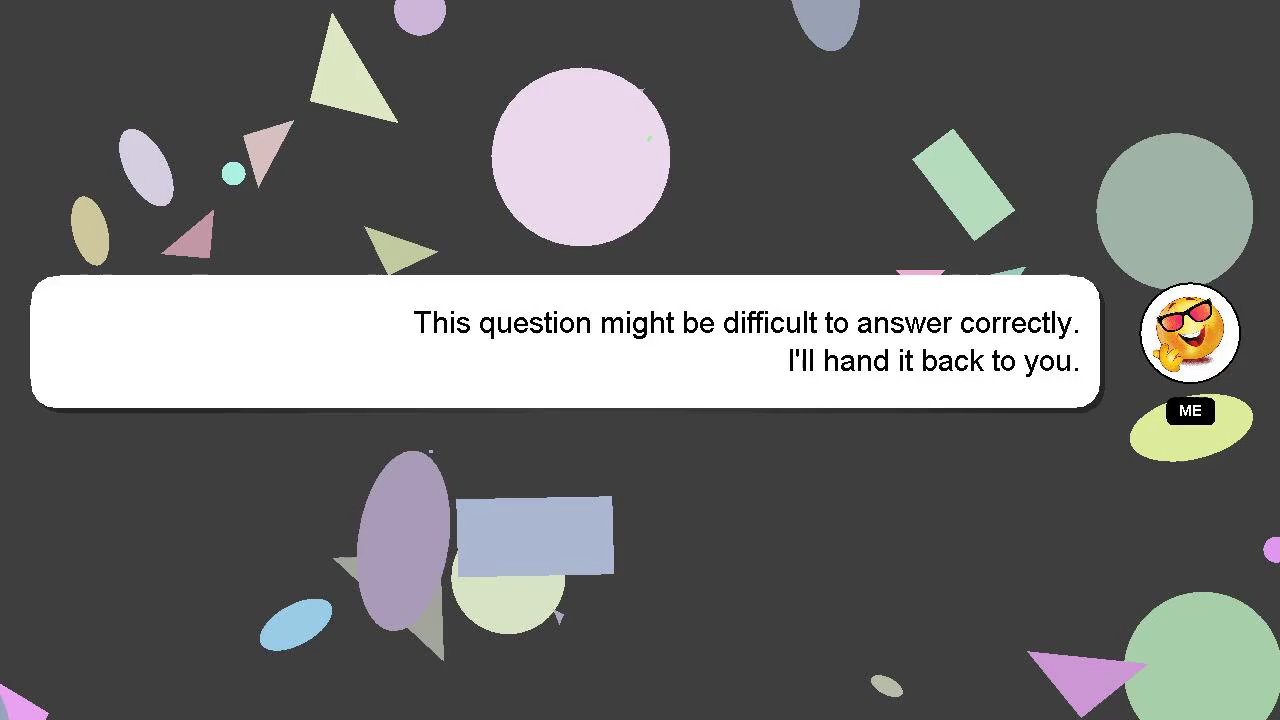 This question might be difficult to answer correctly.
I'll hand it back to you.
ME